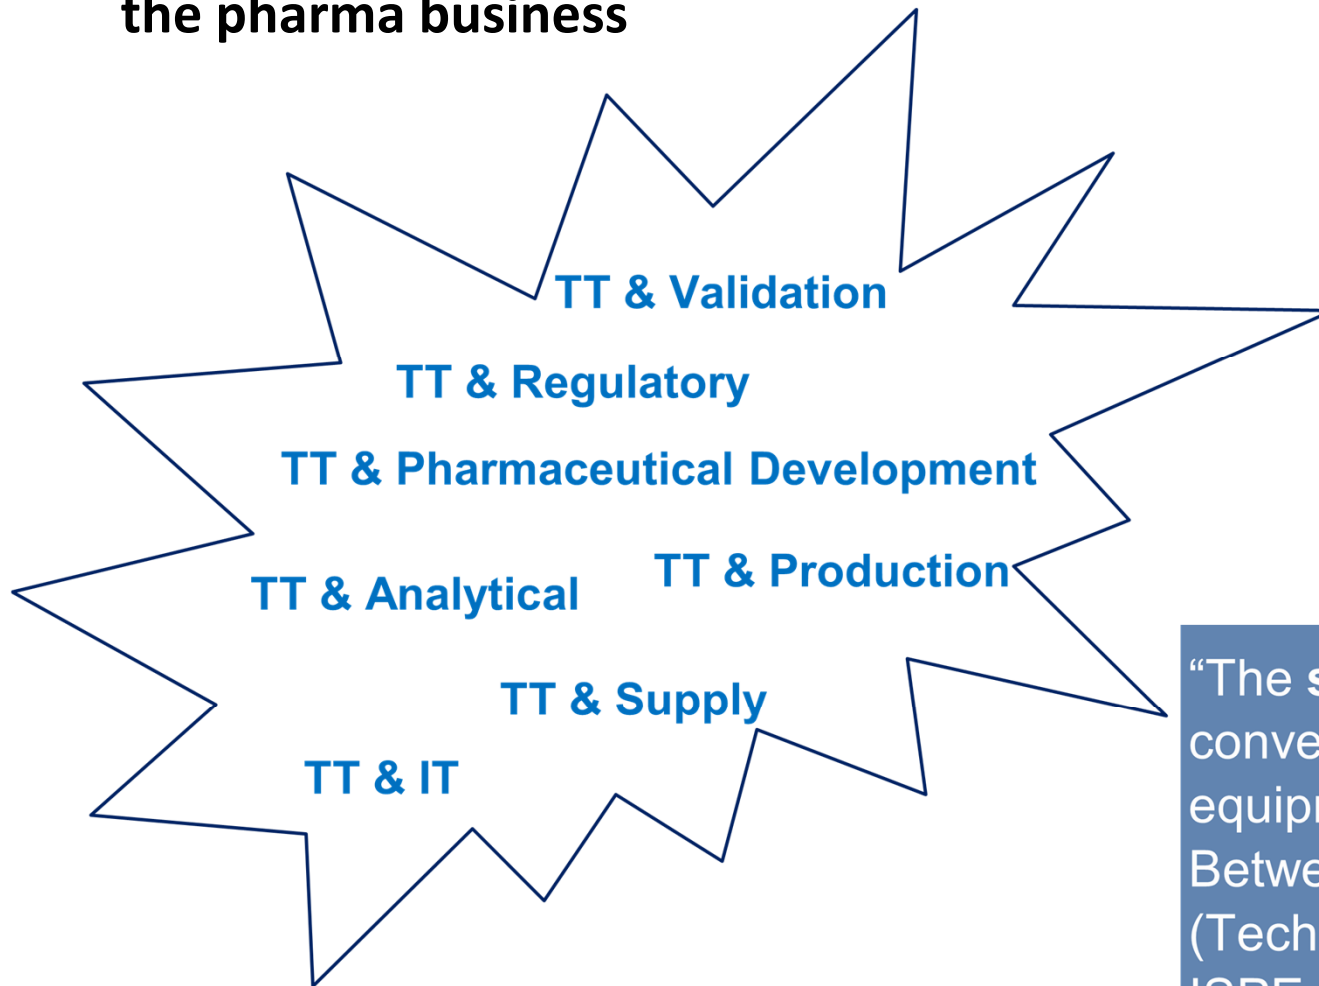 the pharma business
TT & Validation
TT & Regulatory
TT & Pharmaceutical Development
TT & Production
TT & Analytical
TT & Supply
TT & IT
“The
Betwe
(Tech